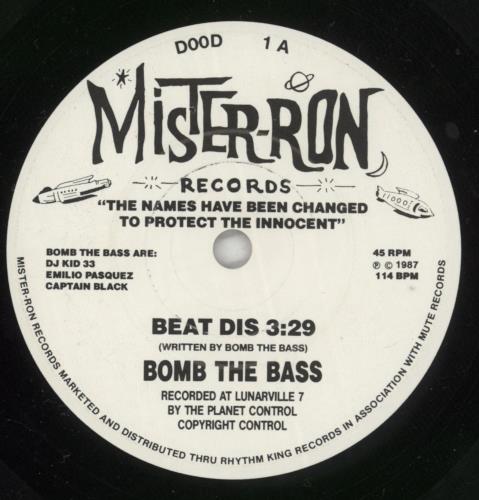 DOOD 1 A
MISTER-RON
RECORDS
"THE NAMES HAVE BEEN CHANGED
TO PROTECT THE INNOCENT"
BOMB THE BASS ARE:
DJ KID 33
EMILIO PASQUEZ
CAPTAIN BLACK
45 RPM
℗ © 1987
114 BPM
BEAT DIS 3:29
(WRITTEN BY BOMB THE BASS)
BOMB THE BASS
RECORDED AT LUNARVILLE 7
BY THE PLANET CONTROL
COPYRIGHT CONTROL
MISTER-RON RECORDS MARKETED AND DISTRIBUTED THRU RHYTHM KING RECORDS IN ASSOCIATION WITH MUTE RECORDS